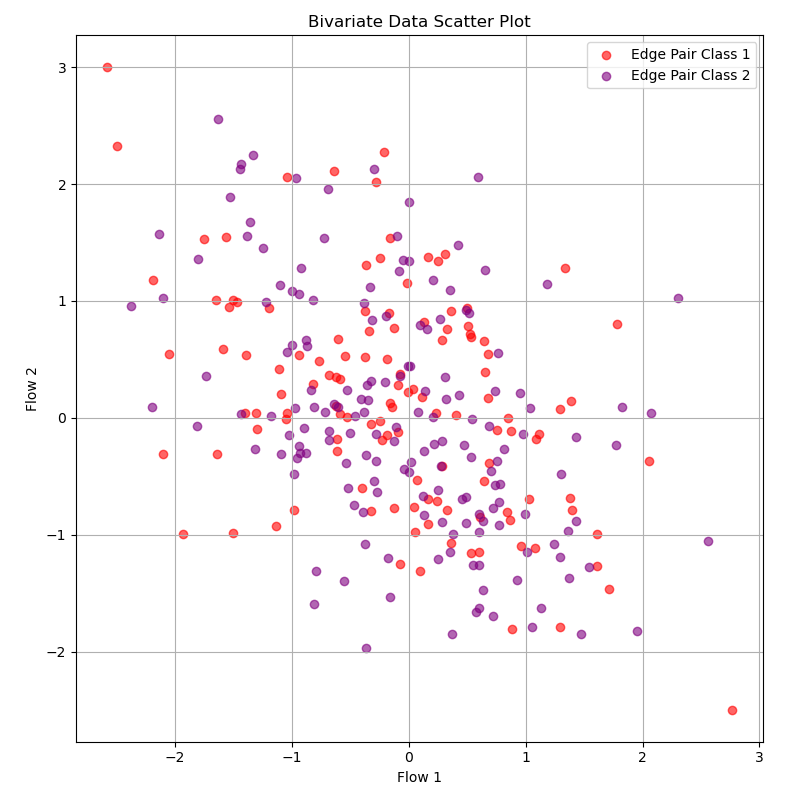 Bivariate Data Scatter Plot
Edge Pair Class 1
Edge Pair Class 2
3
2
1
0
−1
−2
Flow 2
−2
−1
0
1
2
3
Flow 1